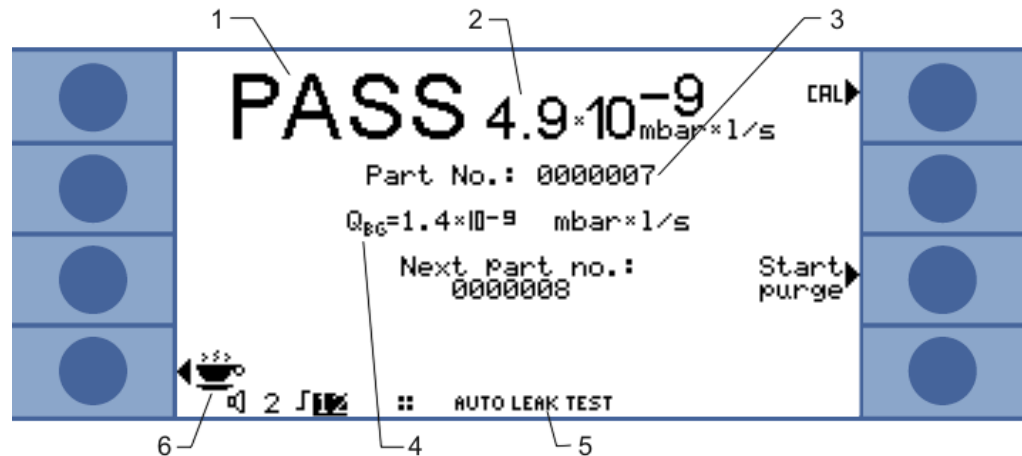 1 2 3
PASS 4.9×10⁻⁹ mbar×l/s CAL
Part No.: 0000007
Q_BG=1.4×10⁻⁹ mbar×l/s
Next part no.: Start
0000008 purge
2 AUTO LEAK TEST
6 4 5